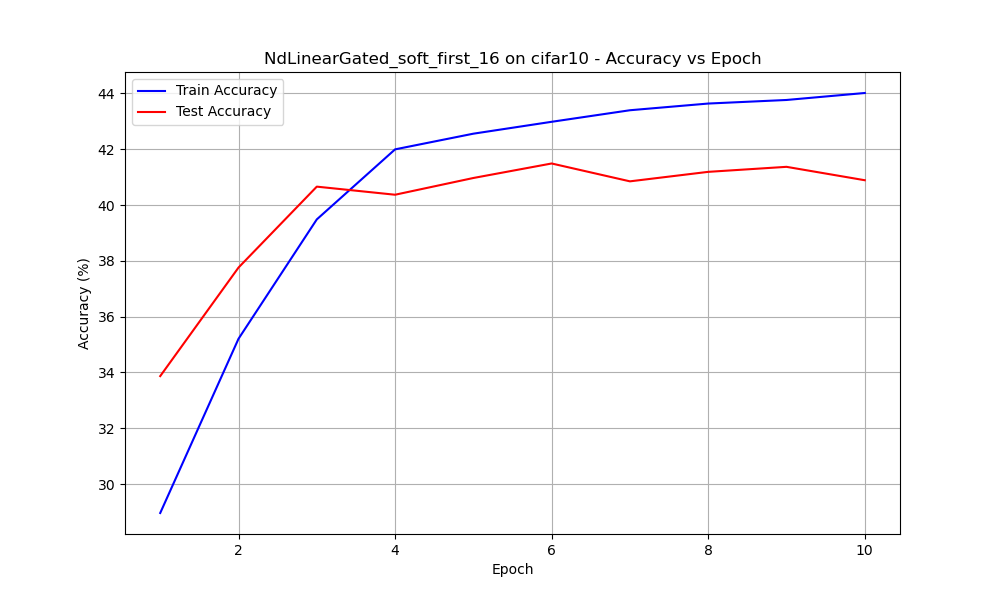 NdLinearGated_soft_first_16 on cifar10 - Accuracy vs Epoch
Train Accuracy
Test Accuracy
44
42
40
38
36
34
32
30
Accuracy (%)
2 4 6 8 10
Epoch